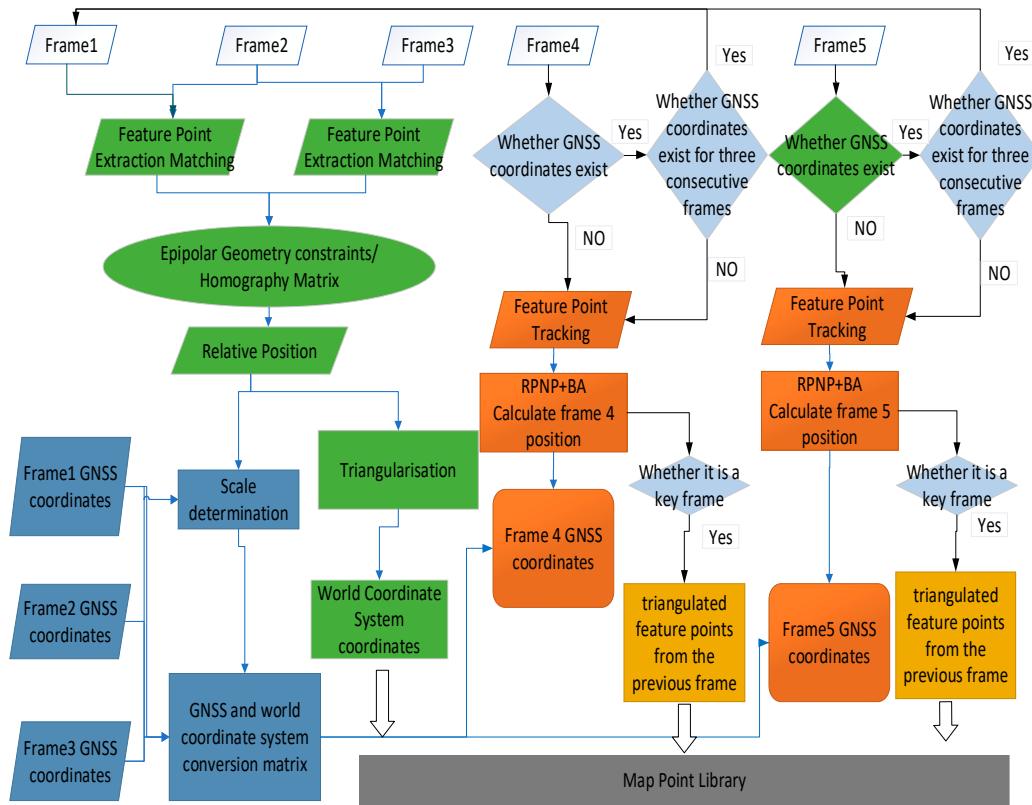 Frame1
Frame2
Frame3
Frame4
Frame5
Yes
Yes
Feature Point
Extraction Matching
Feature Point
Extraction Matching
Whether GNSS
coordinates exist
Yes
Whether GNSS
coordinates
exist for three
consecutive
frames
Whether GNSS
coordinates exist
Yes
Whether GNSS
coordinates
exist for three
consecutive
frames
NO
NO
NO
NO
Epipolar Geometry constraints/
Homography Matrix
Relative Position
Feature Point
Tracking
Feature Point
Tracking
RPNP+BA
Calculate frame 4
position
RPNP+BA
Calculate frame 5
position
Frame1 GNSS
coordinates
Scale
determination
Triangularisation
Whether it is a
key frame
Whether it is a
key frame
Yes
Yes
Frame 4 GNSS
coordinates
Frame2 GNSS
coordinates
World Coordinate
System
coordinates
triangulated
feature points
from the
previous frame
Frame5 GNSS
coordinates
triangulated
feature points
from the
previous frame
Frame3 GNSS
coordinates
GNSS and world
coordinate system
conversion matrix
Map Point Library